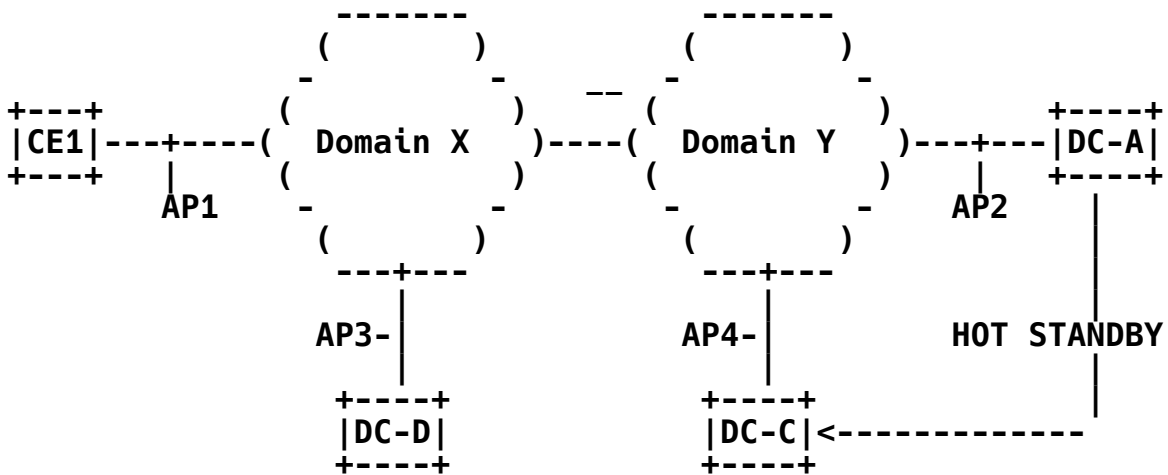 CE1 Domain X Domain Y DC-A
AP1 AP2
AP3 AP4 HOT STANDBY
DC-D DC-C